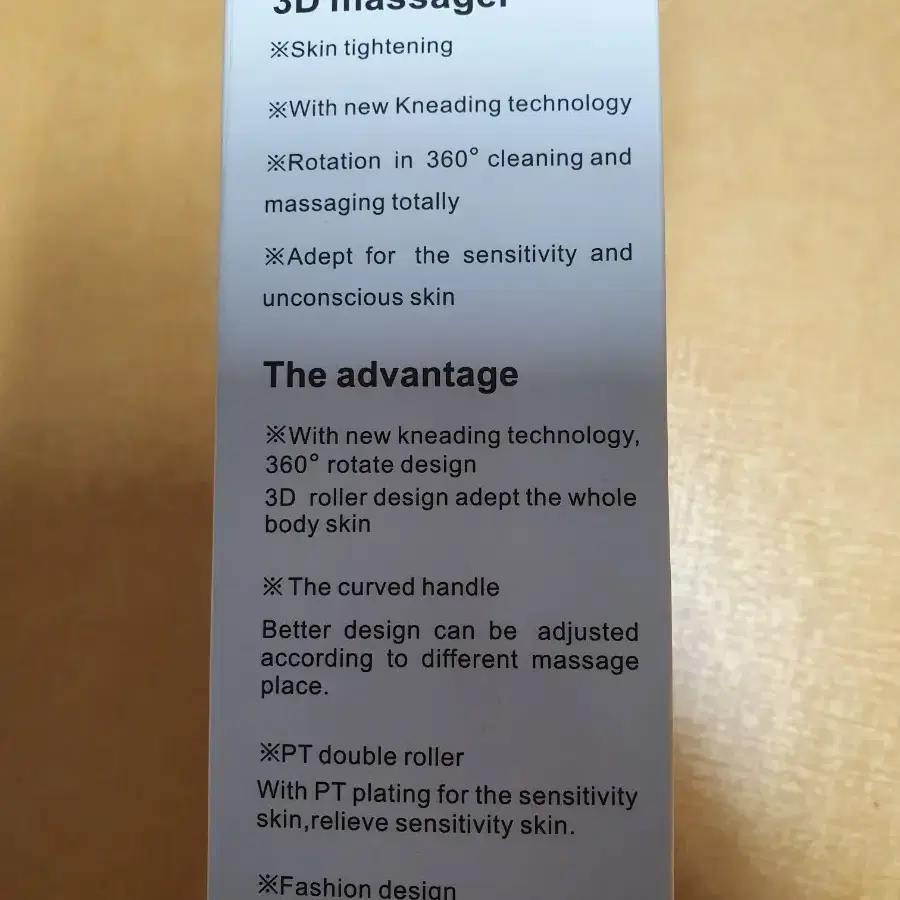 3D massager
※Skin tightening
※With new Kneading technology
※Rotation in 360° cleaning and
massaging totally
※Adept for the sensitivity and
unconscious skin
The advantage
※With new kneading technology,
360° rotate design
3D roller design adept the whole
body skin
※ The curved handle
Better design can be adjusted
according to different massage
place.
※PT double roller
With PT plating for the sensitivity
skin,relieve sensitivity skin.
※Fashion design